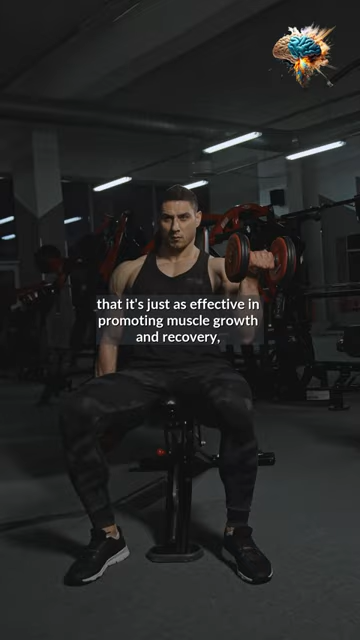 that it's just as effective in
promoting muscle growth
and recovery,